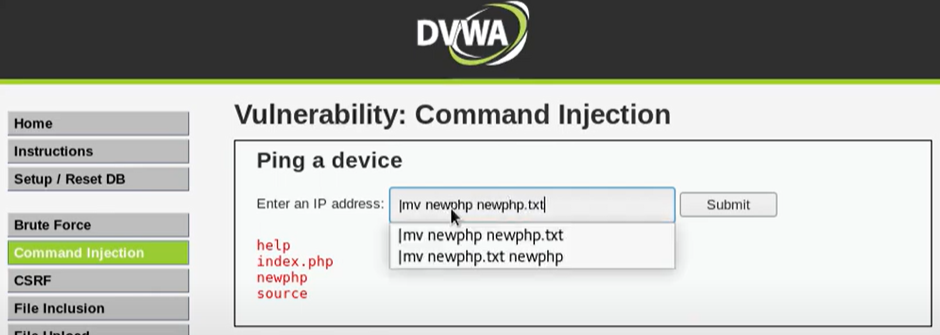 DVWA
Home
Instructions
Setup / Reset DB
Brute Force
Command Injection
CSRF
File Inclusion
File Upload
Vulnerability: Command Injection
Ping a device
Enter an IP address: |mv newphp newphp.txt Submit
|mv newphp newphp.txt
|mv newphp.txt newphp
help
index.php
newphp
source